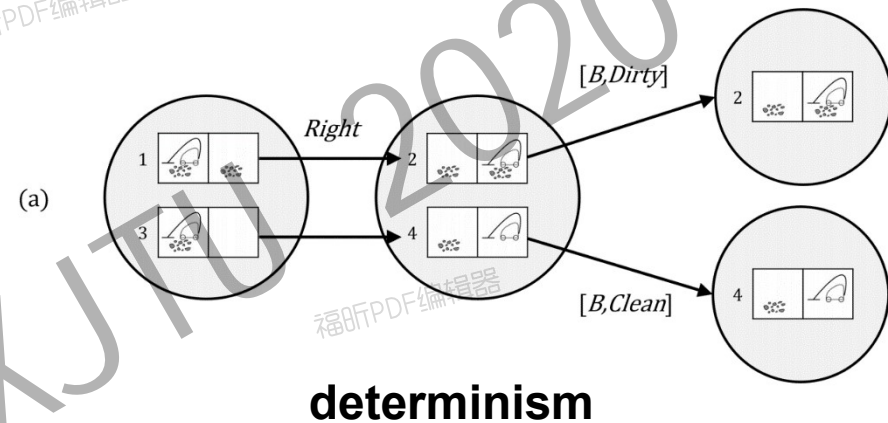 PDF编辑器
XJTU 2020
[B,Dirty]
2
Right
1
2
(a)
3
4
4
[B,Clean]
福昕PDF编辑器
determinism